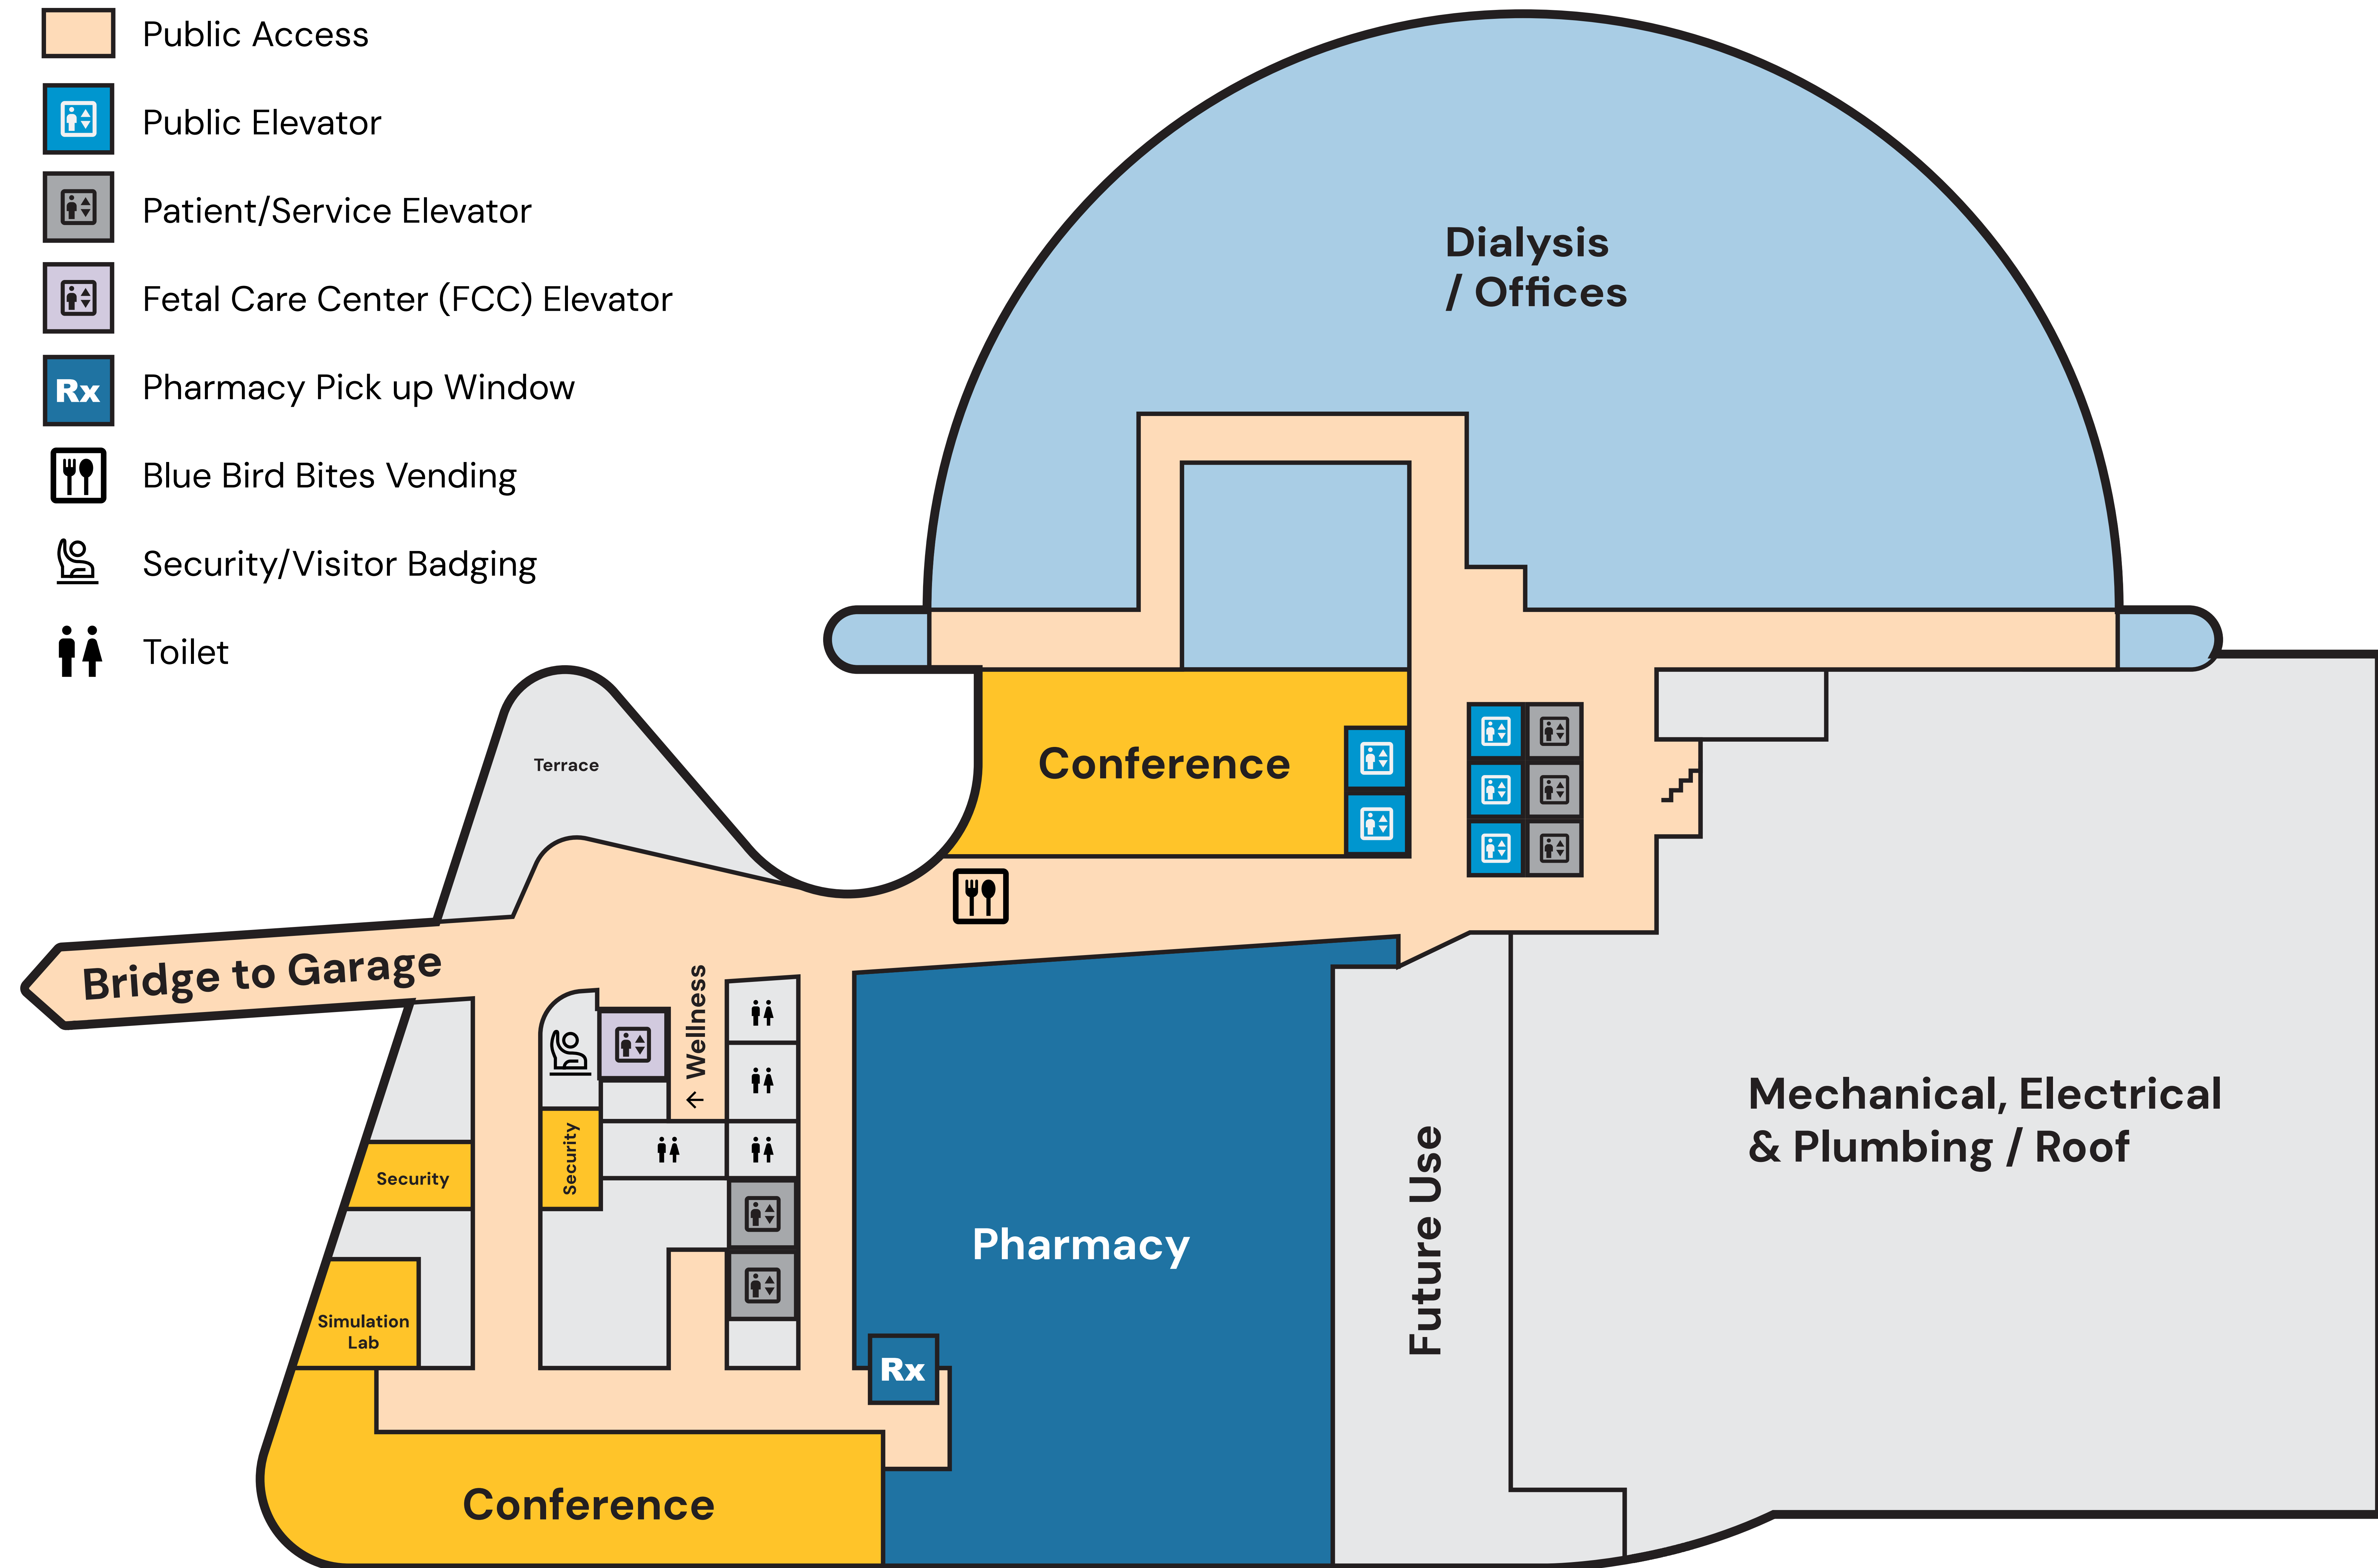 Public Access
Public Elevator
Patient/Service Elevator
Fetal Care Center (FCC) Elevator
Rx
Pharmacy Pick up Window
Blue Bird Bites Vending
Security/Visitor Badging
Toilet
Dialysis
/ Offices
Conference
Terrace
Bridge to Garage
← Wellness
Security
Security
Simulation
Lab
Rx
Pharmacy
Future Use
Mechanical, Electrical
& Plumbing / Roof
Conference